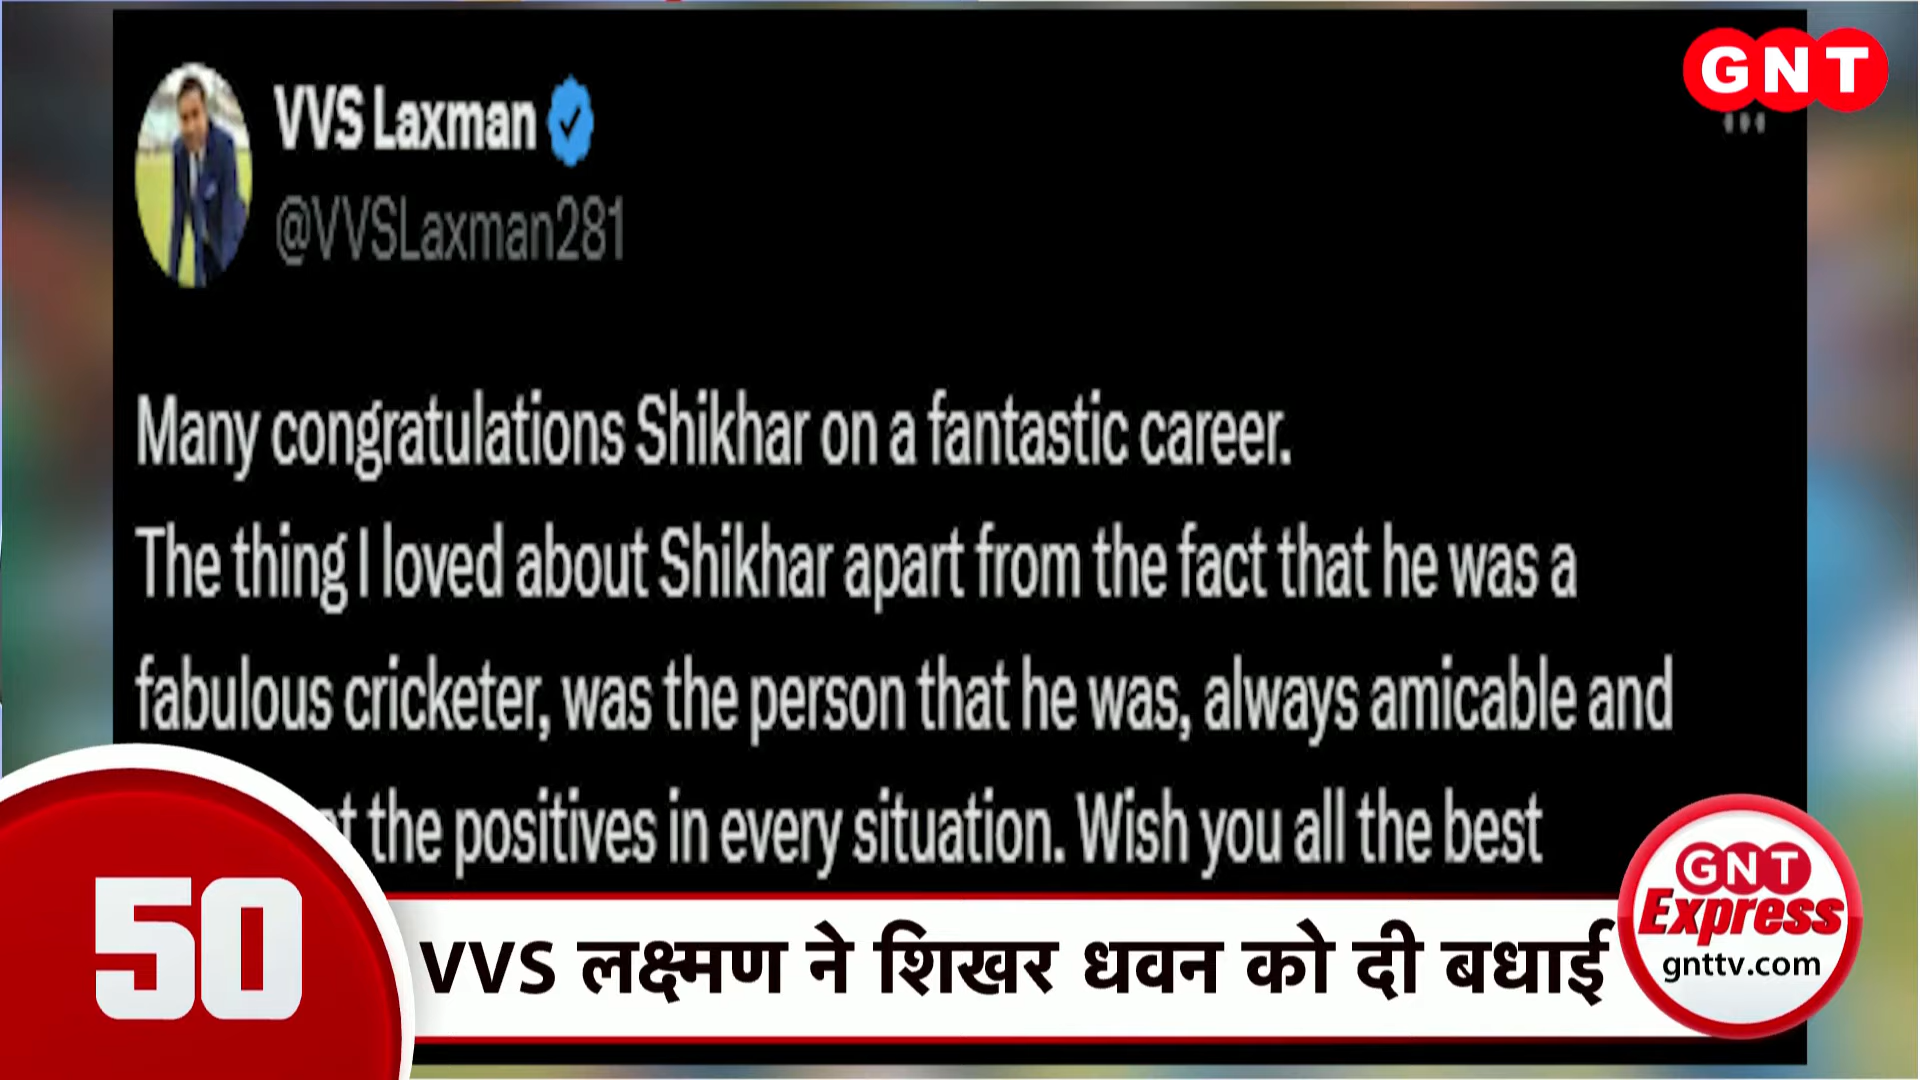 GNT
VVS Laxman
@VVSLaxman281
Many congratulations Shikhar on a fantastic career.
The thing I loved about Shikhar apart from the fact that he was a
fabulous cricketer, was the person that he was, always amicable and
the positives in every situation. Wish you all the best
50
VVS लक्ष्मण ने शिखर धवन को दी बधाई
GNT
Express
gnttv.com